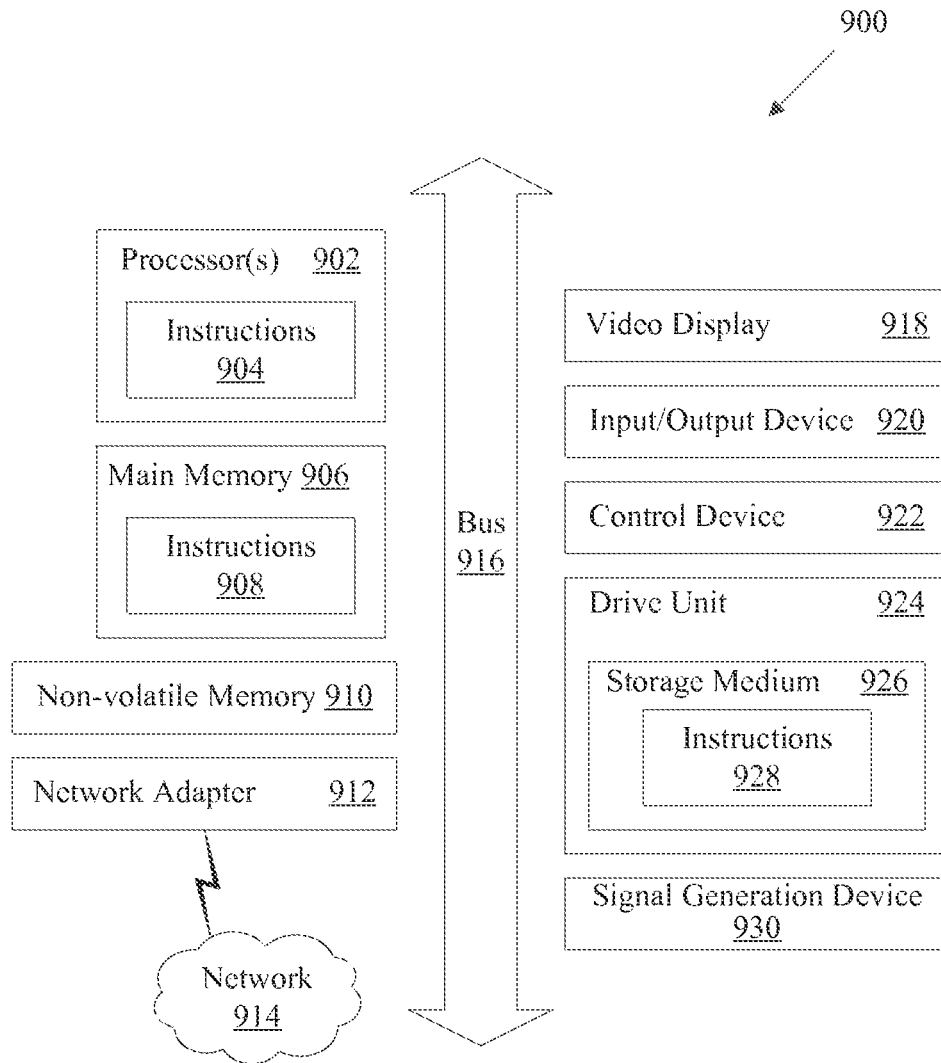 900
Processor(s) 902
Instructions
904
Main Memory 906
Instructions
908
Non-volatile Memory 910
Network Adapter 912
Network
914
Bus
916
Video Display 918
Input/Output Device 920
Control Device 922
Drive Unit 924
Storage Medium 926
Instructions
928
Signal Generation Device
930